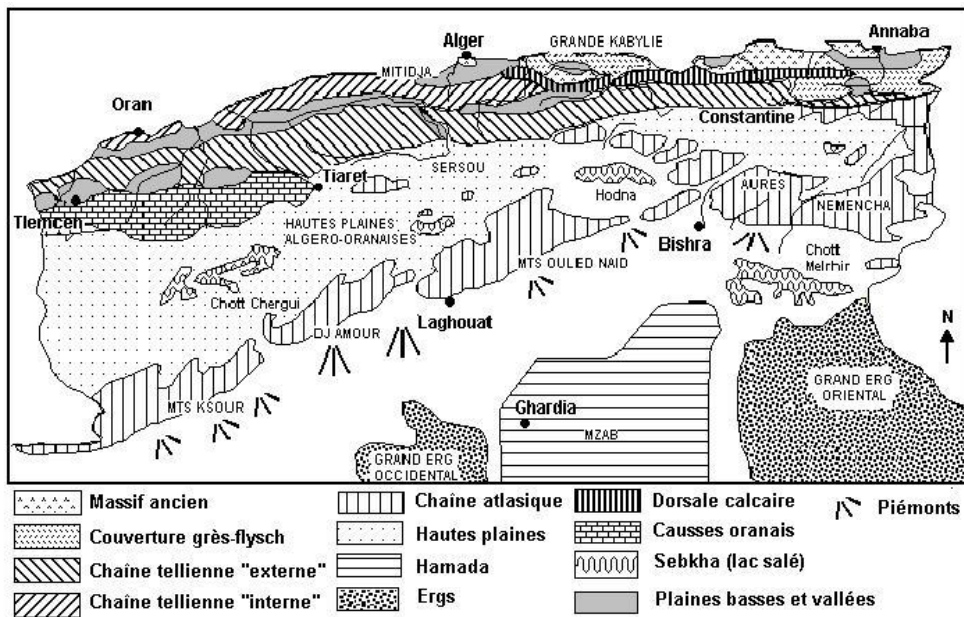 Annaba
Alger
GRANDE KABYLIE
MITIDJA
Oran
Constantine
Tiaret
SERSOU
Hodna
AURES
NEMENCHA
Tlemcen
HAUTES PLAINES
ALGERO-ORANAISES
Bishra
MTS OULED NAID
Chott
Melrhir
Chott Chergui
Laghouat
DJ AMOUR
N
GRAND ERG
ORIENTAL
MTS KSOUR
Ghardia
MZAB
GRAND ERG
OCCIDENTAL
Massif ancien
Chaîne atlasique
Dorsale calcaire
Piémonts
Couverture grès-flysch
Hautes plaines
Causses oranais
Chaîne tellienne "externe"
Hamada
Sebkha (lac salé)
Chaîne tellienne "interne"
Ergs
Plaines basses et vallées